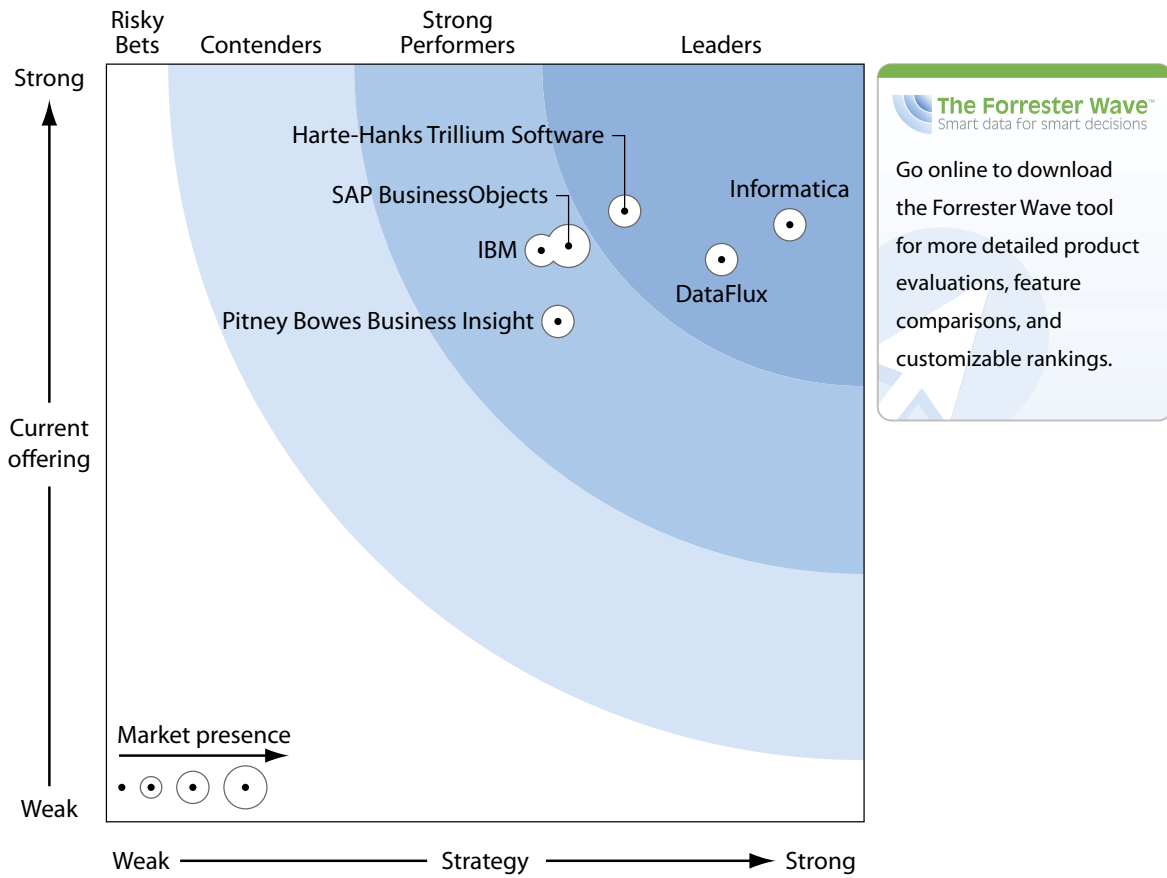 Risky
Bets
Contenders
Strong
Performers
Leaders
Strong
Current
offering
Weak
Harte-Hanks Trillium Software
SAP BusinessObjects
IBM
Pitney Bowes Business Insight
Informatica
DataFlux
Market presence
Weak
Strategy
Strong
The Forrester Wave™
Smart data for smart decisions
Go online to download
the Forrester Wave tool
for more detailed product
evaluations, feature
comparisons, and
customizable rankings.